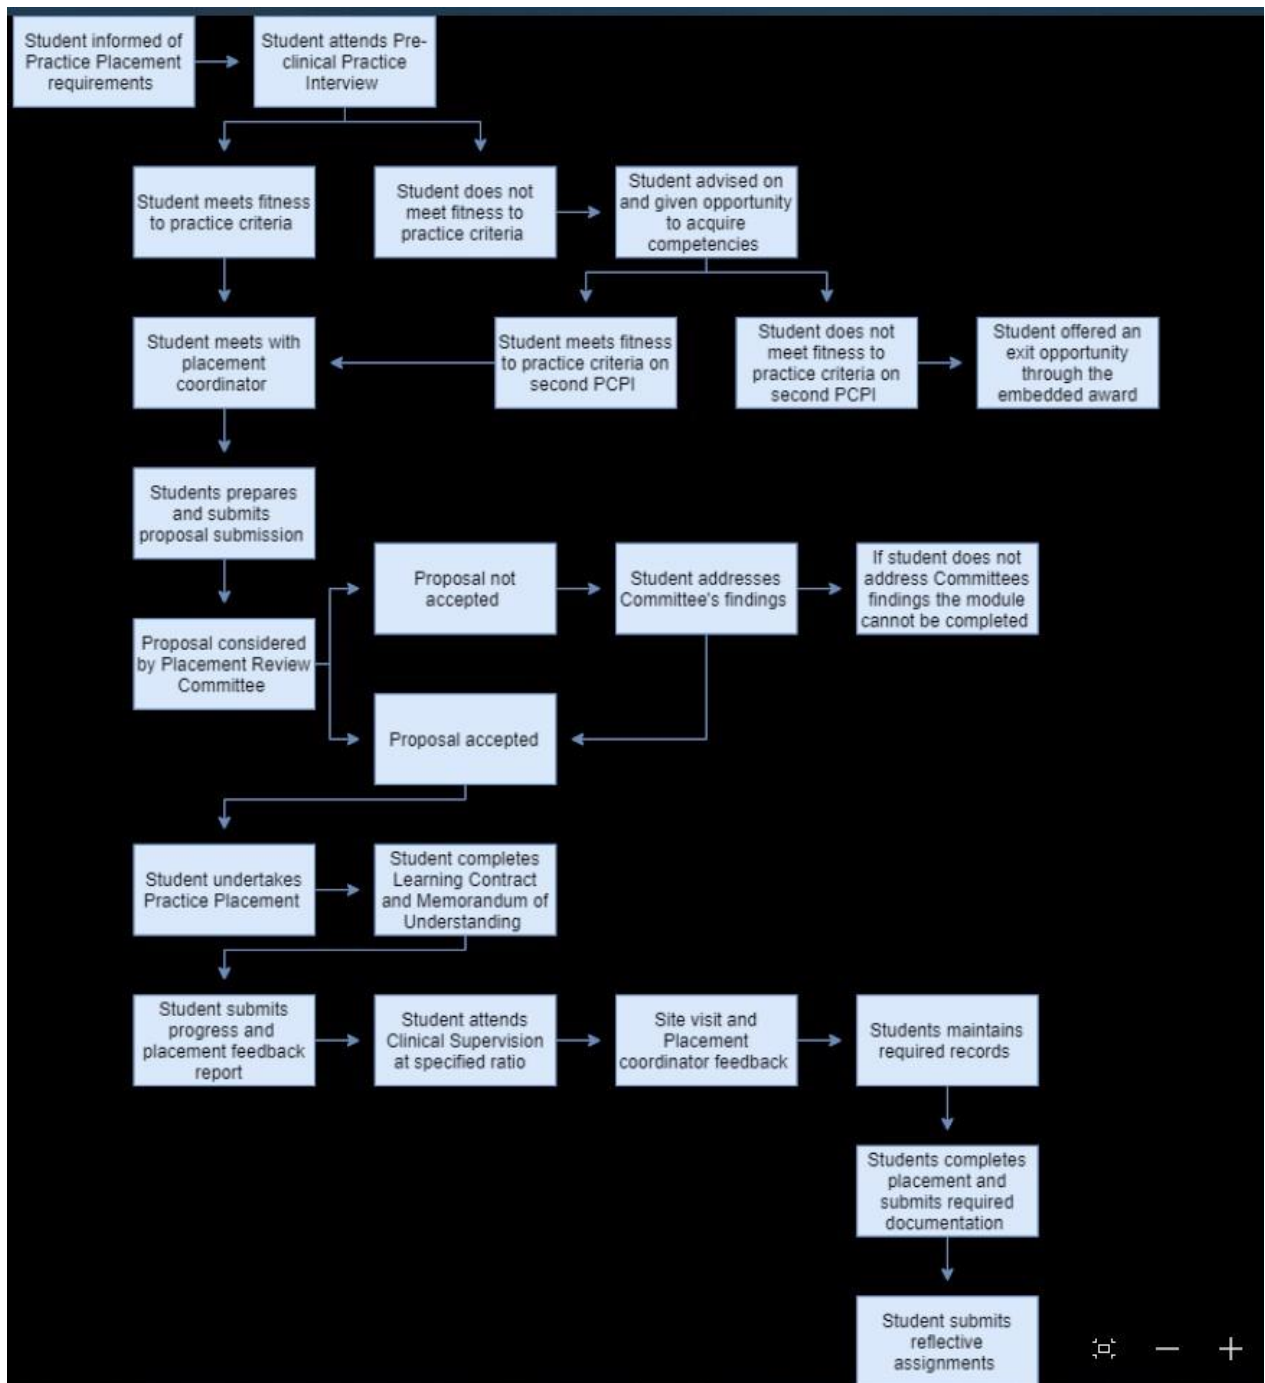 Student informed of
Practice Placement
requirements
Student attends Pre-
clinical Practice
Interview
Student meets fitness
to practice criteria
Student does not
meet fitness to
practice criteria
Student advised on
and given opportunity
to acquire
competencies
Student meets with
placement
coordinator
Student meets fitness
to practice criteria on
second PCPI
Student does not
meet fitness to
practice criteria on
second PCPI
Student offered an
exit opportunity
through the
embedded award
Students prepares
and submits
proposal submission
Proposal considered
by Placement Review
Committee
Proposal not
accepted
Student addresses
Committee's findings
If student does not
address Committees
findings the module
cannot be completed
Proposal accepted
Student undertakes
Practice Placement
Student completes
Learning Contract
and Memorandum of
Understanding
Student submits
progress and
placement feedback
report
Student attends
Clinical Supervision
at specified ratio
Site visit and
Placement
coordinator feedback
Students maintains
required records
Students completes
placement and
submits required
documentation
Student submits
reflective
assignments